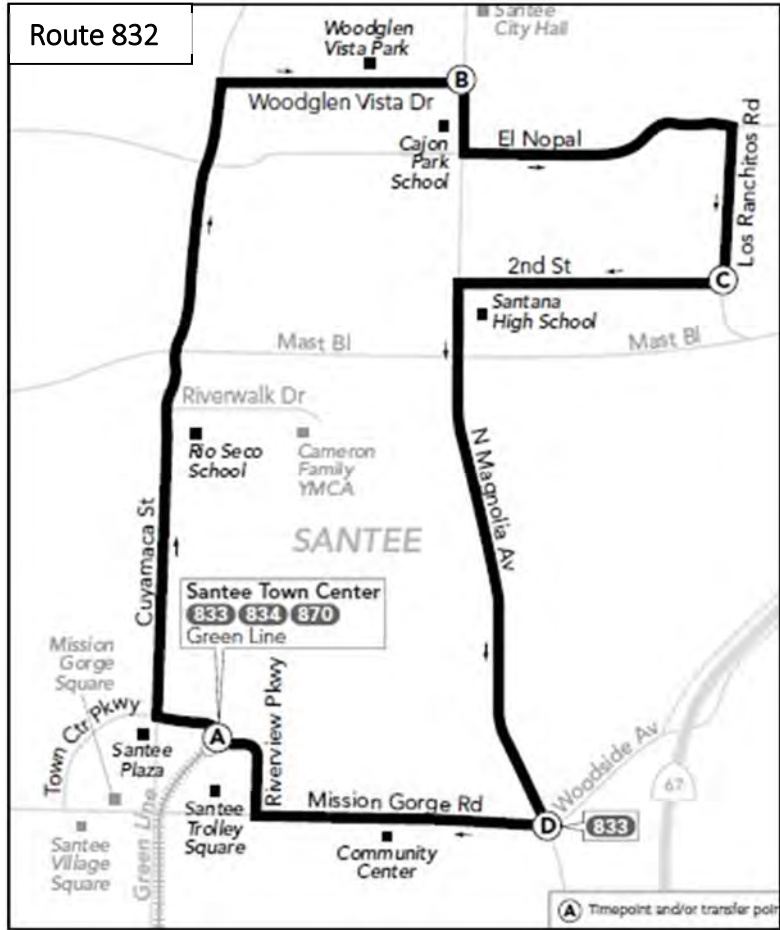 Route 832
Santee
City Hall
Woodglen
Vista Park
B
Woodglen Vista Dr
Cajon
Park
School
El Nopal
Los Ranchitos Rd
2nd St
C
Santana
High School
Mast Bl
Mast Bl
Riverwalk Dr
Rio Seco
School
Cameron
Family
YMCA
N Magnolia Av
Cuyamaca St
SANTEE
Santee Town Center
833 834 870
Green Line
Mission
Gorge
Square
Town Ctr Pkwy
Santee
Plaza
A
Riverview Pkwy
Santee
Trolley
Square
Mission Gorge Rd
Community
Center
D
833
Woodside Av
67
Santee
Village
Square
Green Line
A Timepoint and/or transfer poin